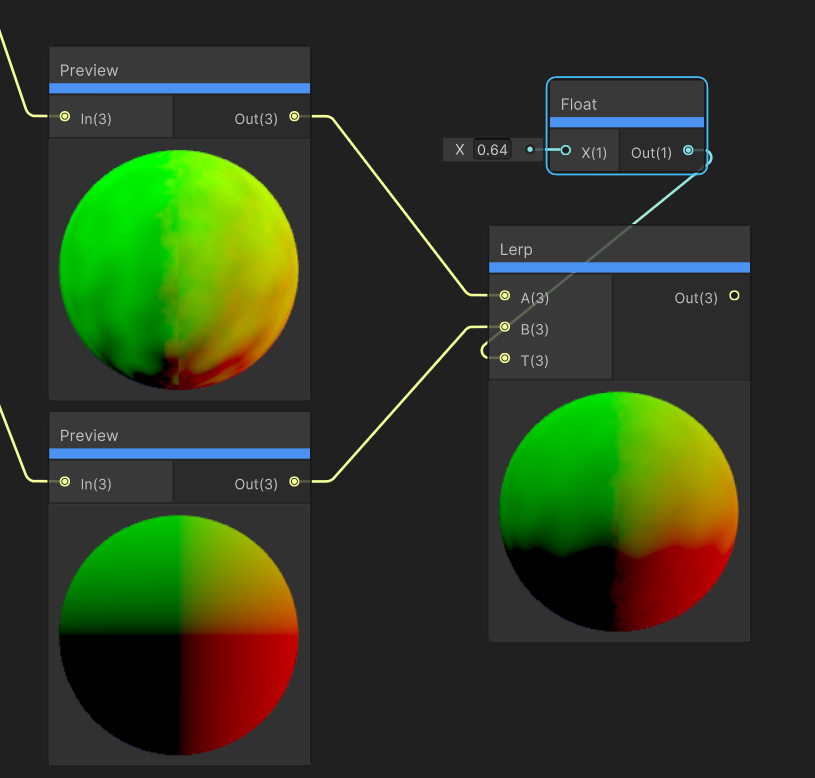 Preview
In(3) Out(3)
Float
X 0.64 X(1) Out(1)
Lerp
A(3) Out(3)
B(3)
T(3)
Preview
In(3) Out(3)